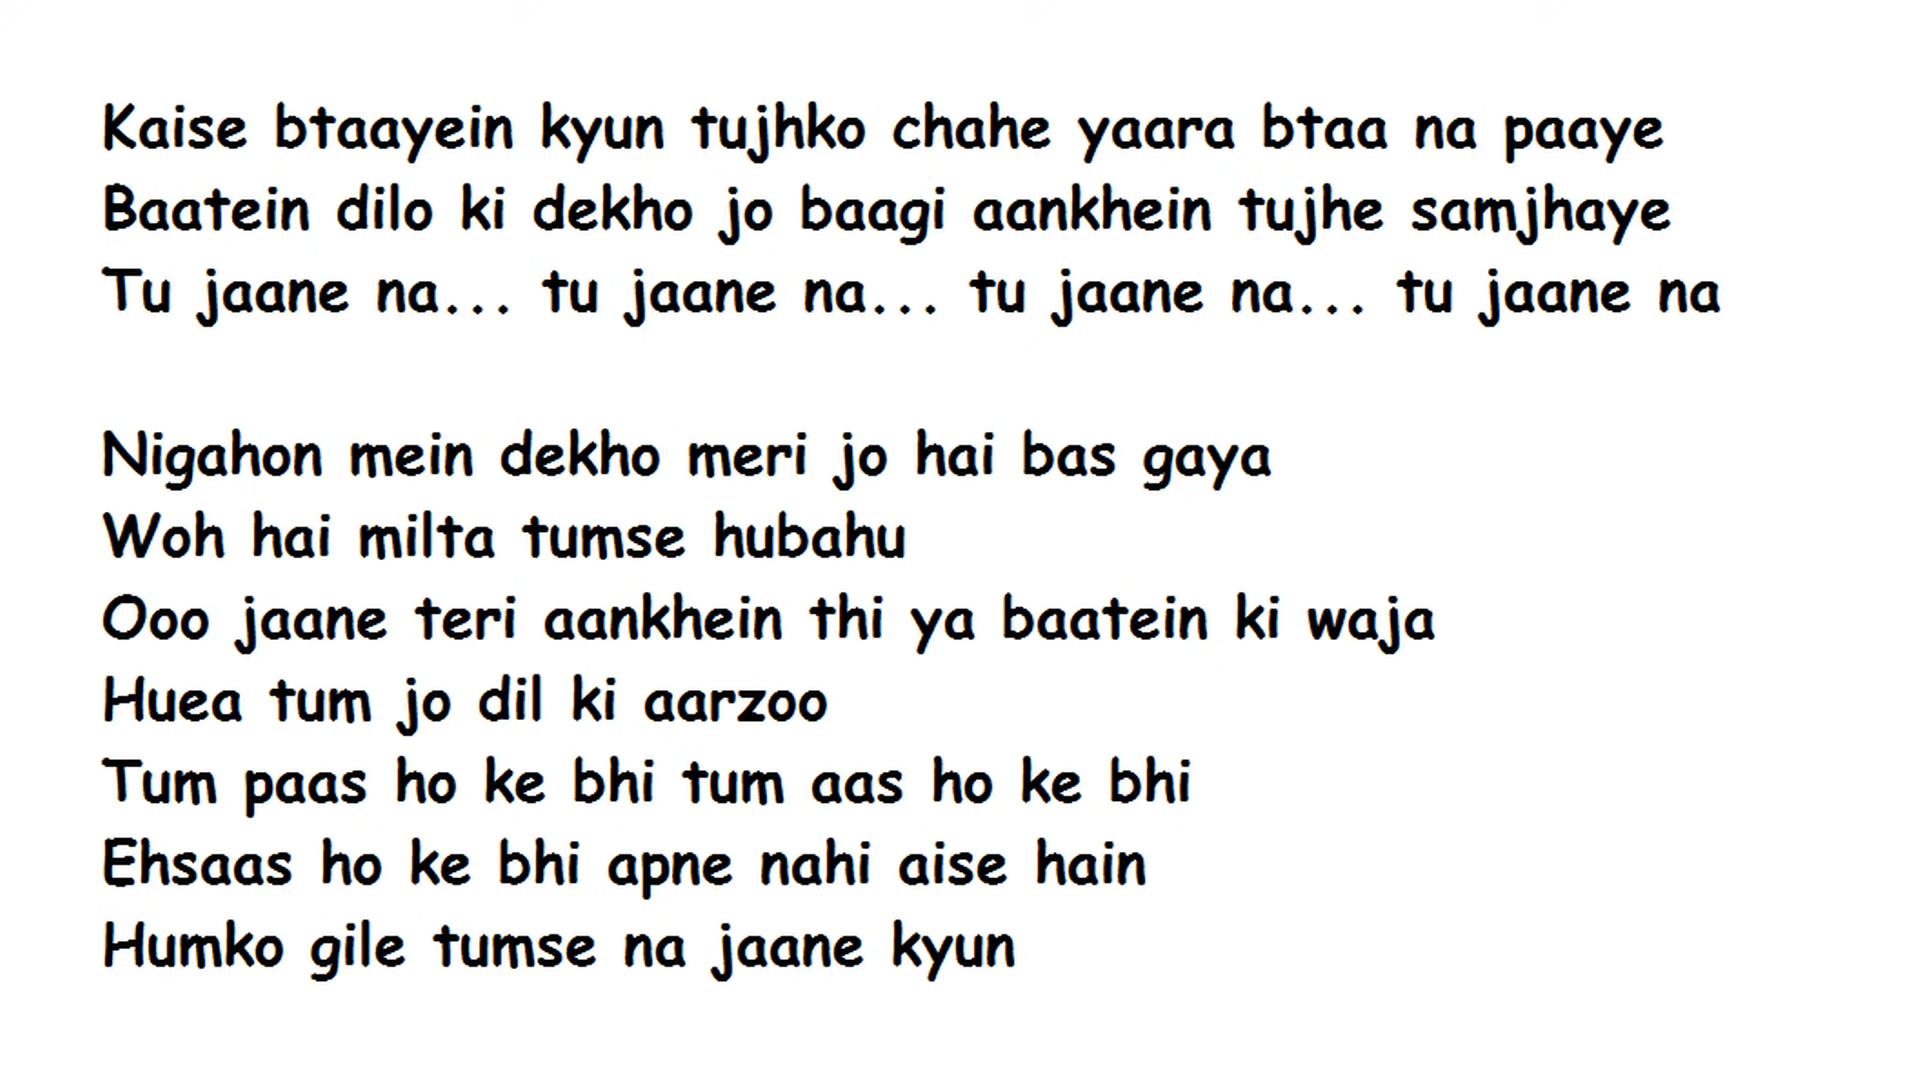 Kaise btaayein kyun tujhko chahe yaara btaa na paaye
Baatein dilo ki dekho jo baagi aankhein tujhe samjhaye
Tu jaane na... tu jaane na... tu jaane na... tu jaane na
Nigahon mein dekho meri jo hai bas gaya
Woh hai milta tumse hubahu
Ooo jaane teri aankhein thi ya baatein ki waja
Huea tum jo dil ki aarzoo
Tum paas ho ke bhi tum aas ho ke bhi
Ehsaas ho ke bhi apne nahi aise hain
Humko gile tumse na jaane kyun